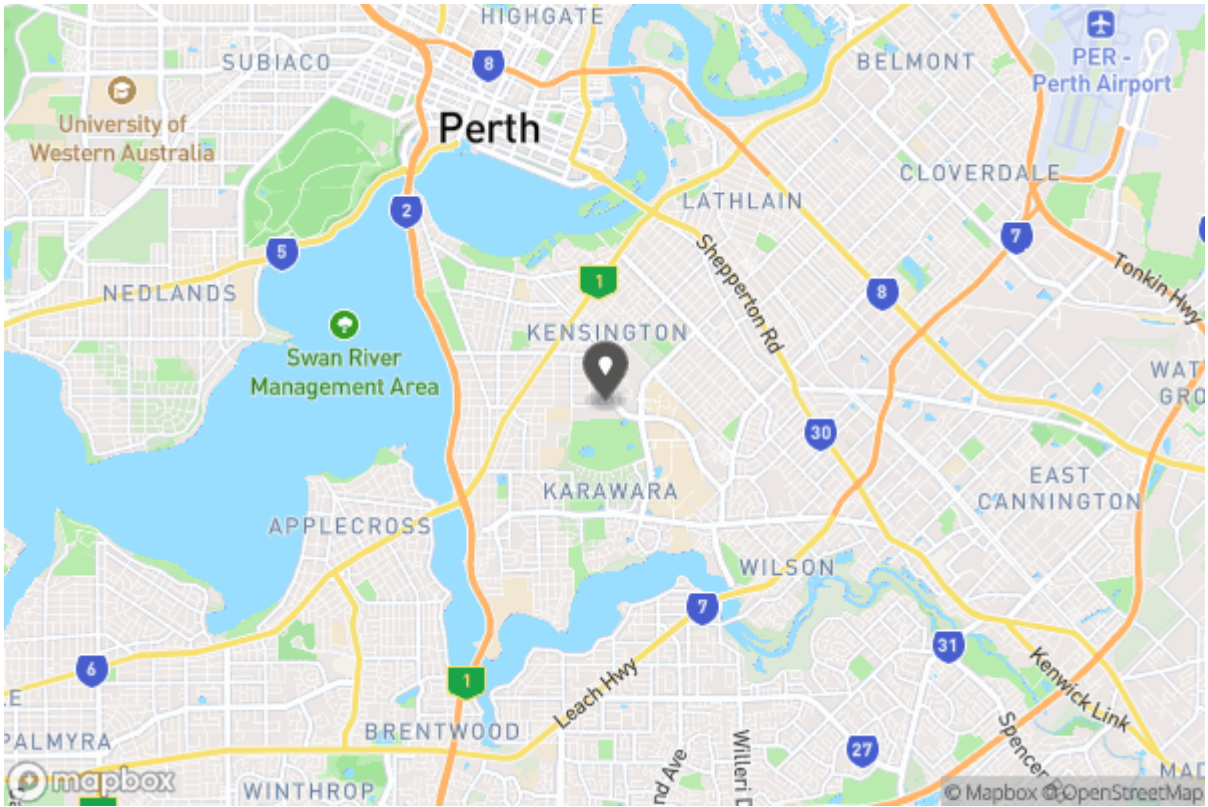 HIGHGATE
8
SUBIACO
BELMONT
PER -
Perth Airport
University of
Western Australia
Perth
CLOVERDALE
2
LATHLAIN
7
5
Shepperton Rd
Tonkin Hwy
1
8
NEDLANDS
KENSINGTON
Swan River
Management Area
30
EAST
CANNINGTON
KARAWARA
APPLECROSS
WILSON
7
31
6
1
Leach Hwy
Kenwick Link
BRENTWOOD
PALMYRA
27
WINTHROP
mapbox
© Mapbox © OpenStreetMap